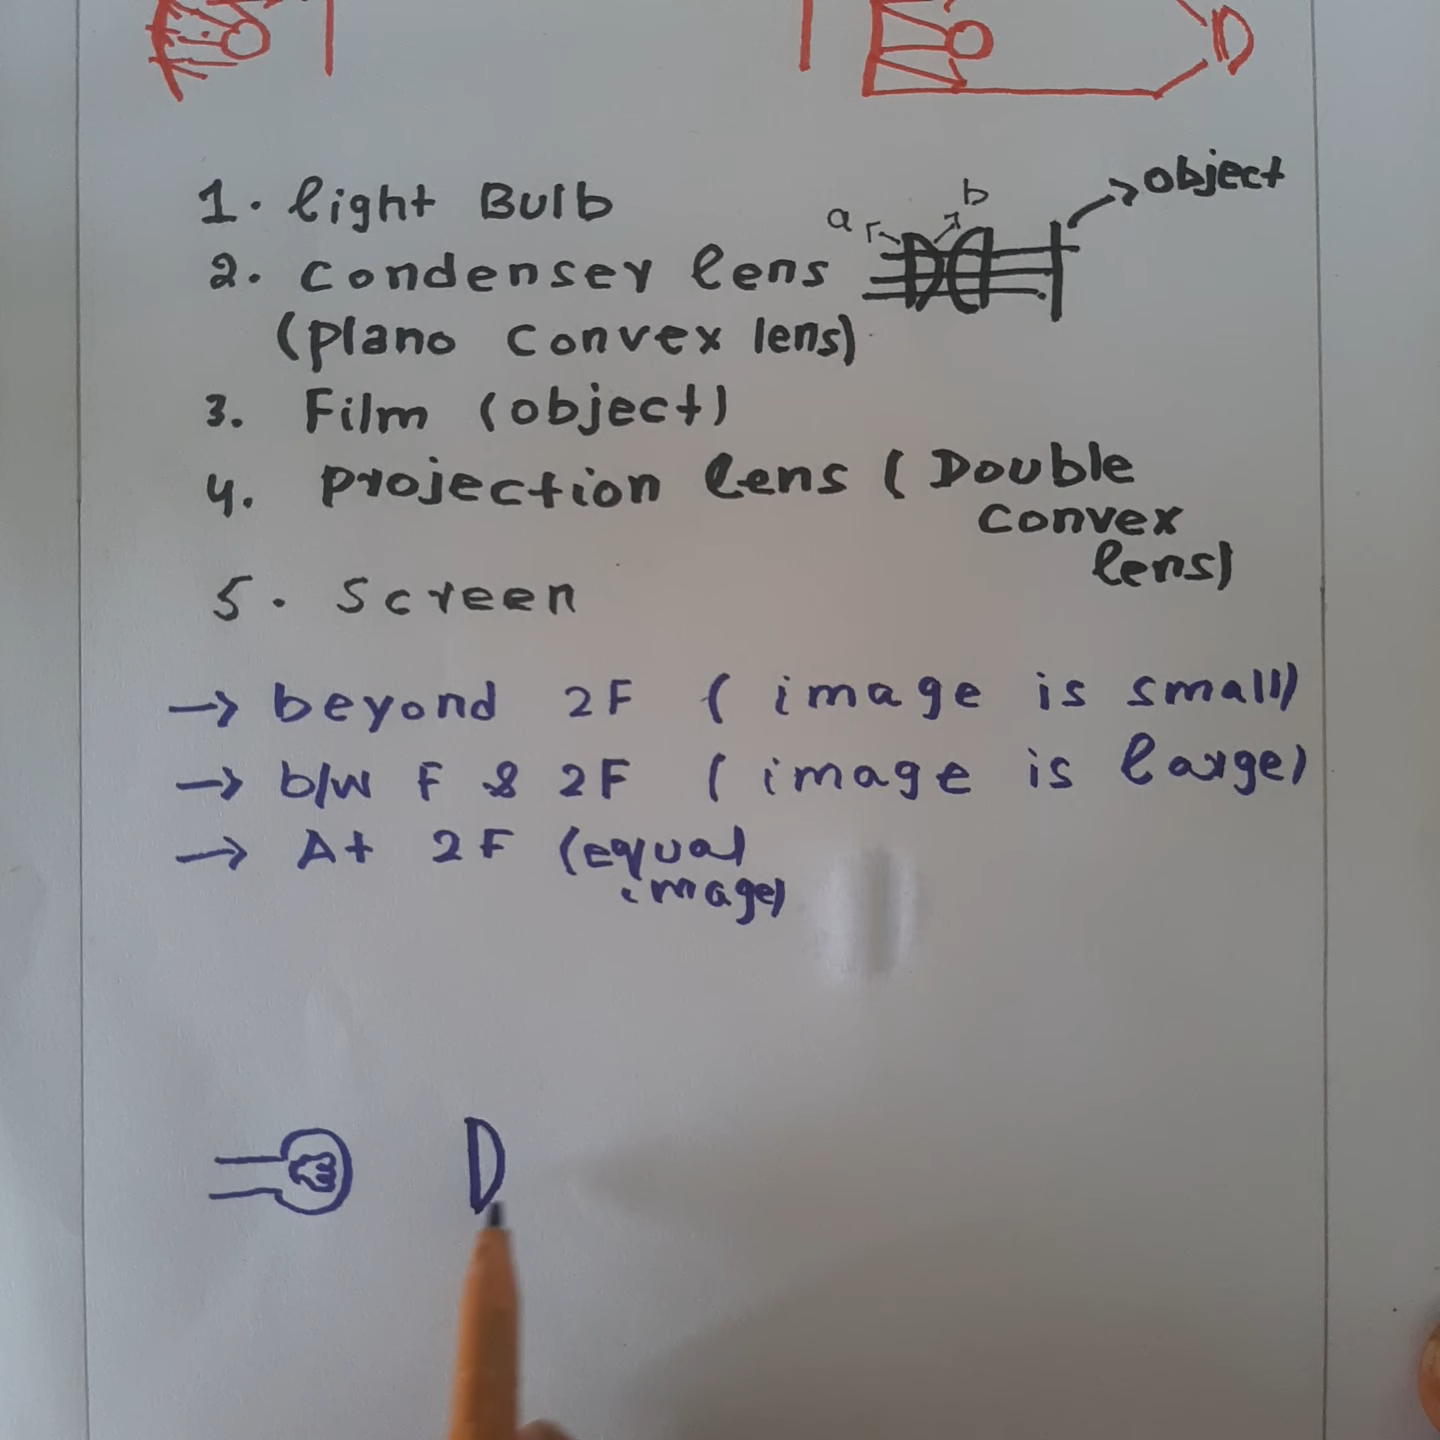 1. light Bulb
a
b
object
2. Condenser lens
(plano convex lens)
3. Film (object)
4. Projection lens (Double
convex
lens)
5. Screen
→ beyond 2F ( image is small)
→ b/w F & 2F ( image is large)
→ At 2F (equal
image)